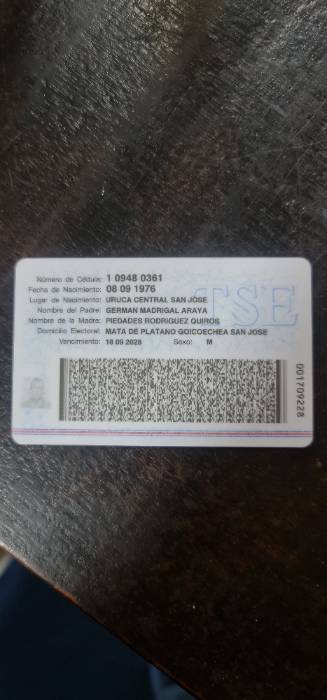 Número de Cédula: 1 0948 0361
Fecha de Nacimiento: 08 09 1976
Lugar de Nacimiento: URUCA CENTRAL SAN JOSE
Nombre del Padre: GERMAN MADRIGAL ARAYA
Nombre de la Madre: PIEDADES RODRIGUEZ QUIROS
Domicilio Electoral: MATA DE PLATANO GOICOECHEA SAN JOSE
Vencimiento: 18 09 2028 Sexo: M
TSE
001709228